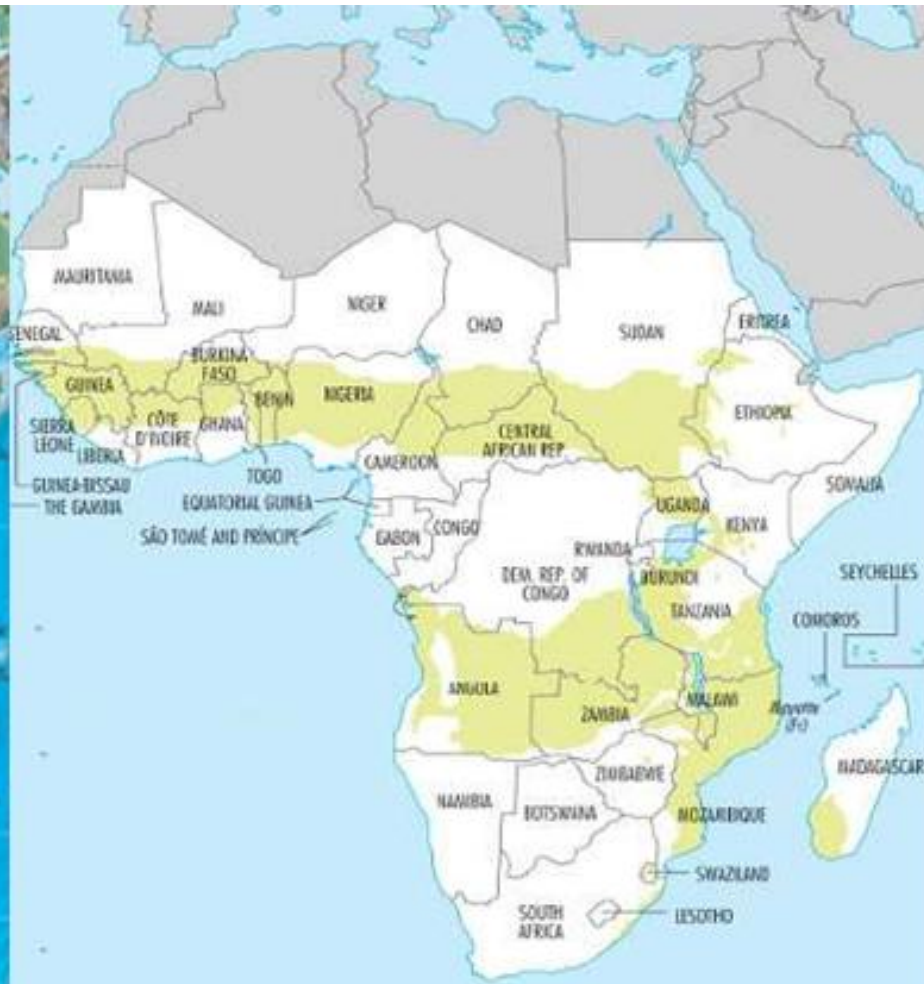 MAURITANIA
MALI
NIGER
CHAD
SUDAN
ERITREA
SENEGAL
BURKINA
FASO
GUINEA
BENIN
NIGERIA
ETHIOPIA
SIERRA
LEONE
CÔTE
D'IVOIRE
GHANA
CENTRAL
AFRICAN REP.
LIBERIA
CAMEROON
TOGO
SOMALIA
GUINEA-BISSAU
EQUATORIAL GUINEA
UGANDA
THE GAMBIA
KENYA
SÃO TOMÉ AND PRÍNCIPE
GABON
CONGO
RWANDA
DEM. REP. OF
CONGO
BURUNDI
SEYCHELLES
TANZANIA
COMOROS
ANGOLA
MALAWI
Mayotte
(Fr)
ZAMBIA
ZIMBABWE
MADAGASCAR
NAMIBIA
BOTSWANA
MOZAMBIQUE
SWAZILAND
SOUTH
AFRICA
LESOTHO